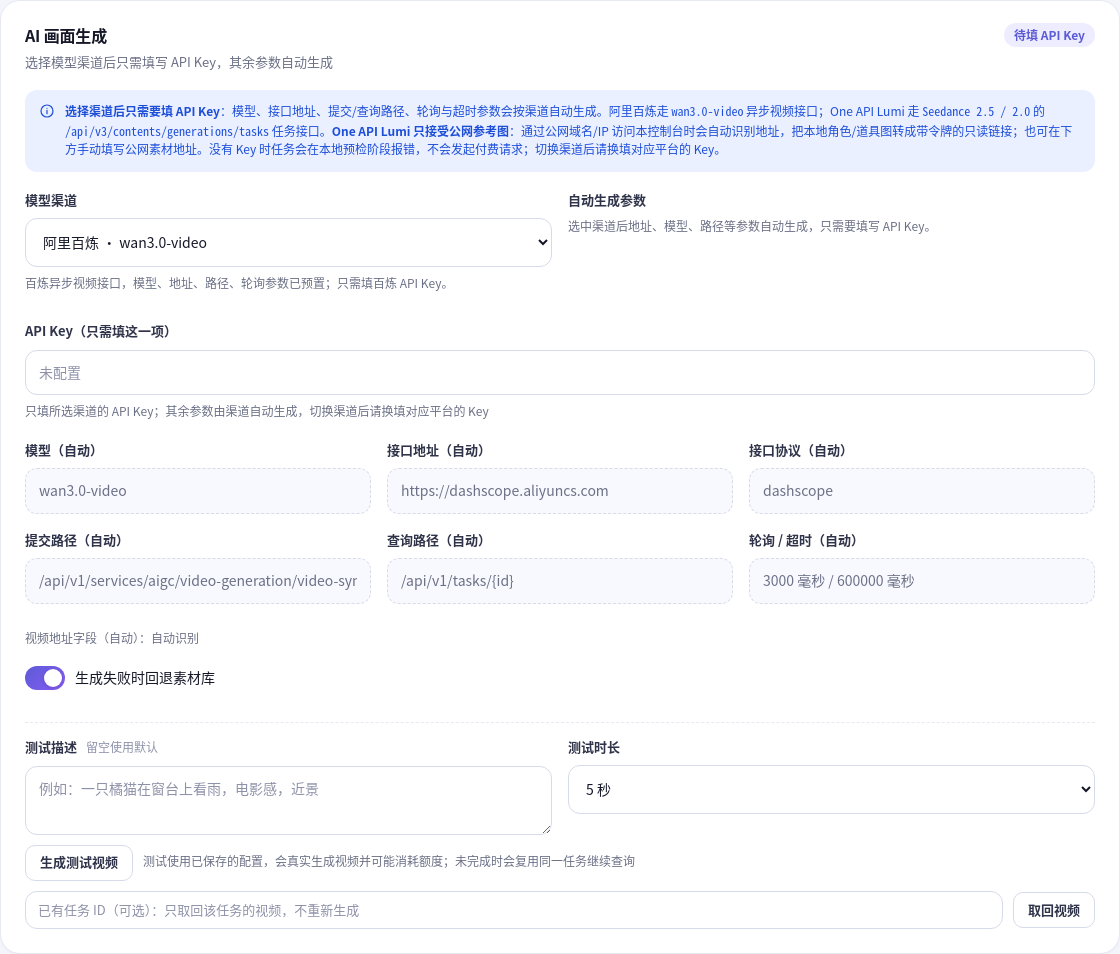 AI 画面生成
待填 API Key
选择模型渠道后只需填写 API Key，其余参数自动生成
选择渠道后只需要填 API Key：模型、接口地址、提交/查询路径、轮询与超时参数会按渠道自动生成。阿里百炼走 wan3.0-video 异步视频接口；One API Lumi 走 Seedance 2.5 / 2.0 的
/api/v3/contents/generations/tasks 任务接口。One API Lumi 只接受公网参考图：通过公网域名/IP 访问本控制台时会自动识别地址，把本地角色/道具图转成带令牌的只读链接；也可在下
方手动填写公网素材地址。没有 Key 时任务会在本地预检阶段报错，不会发起付费请求；切换渠道后请换填对应平台的 Key。
模型渠道
自动生成参数
阿里百炼 · wan3.0-video
选中渠道后地址、模型、路径等参数自动生成，只需要填写 API Key。
百炼异步视频接口，模型、地址、路径、轮询参数已预置；只需填百炼 API Key。
API Key（只需填这一项）
未配置
只填所选渠道的 API Key；其余参数由渠道自动生成，切换渠道后请换填对应平台的 Key
模型（自动）
接口地址（自动）
接口协议（自动）
wan3.0-video
https://dashscope.aliyuncs.com
dashscope
提交路径（自动）
查询路径（自动）
轮询 / 超时（自动）
/api/v1/services/aigc/video-generation/video-syr
/api/v1/tasks/{id}
3000 毫秒 / 600000 毫秒
视频地址字段（自动）：自动识别
生成失败时回退素材库
测试描述 留空使用默认
测试时长
例如：一只橘猫在窗台上看雨，电影感，近景
5 秒
生成测试视频
测试使用已保存的配置，会真实生成视频并可能消耗额度；未完成时会复用同一任务继续查询
已有任务 ID（可选）：只取回该任务的视频，不重新生成
取回视频